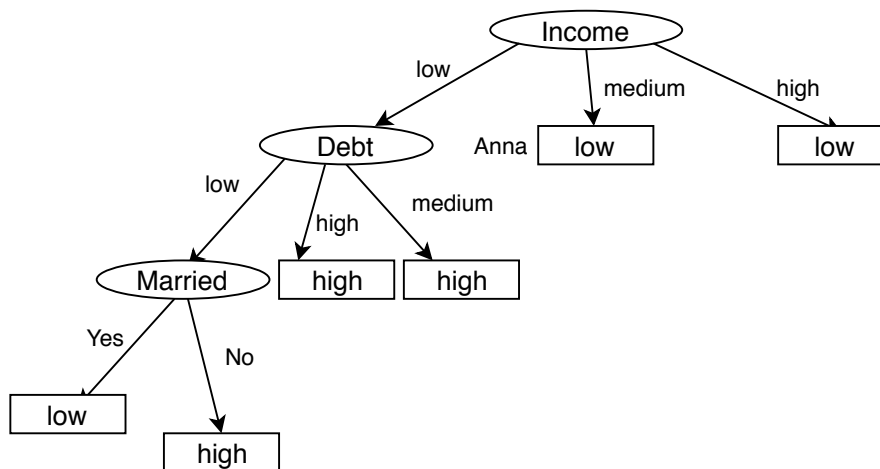 Income
low
medium
high
Debt
Anna
low
low
low
high
medium
Married
high
high
Yes
No
low
high